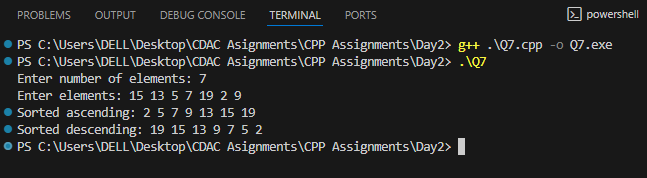 PROBLEMS OUTPUT DEBUG CONSOLE TERMINAL PORTS powershell
PS C:\Users\DELL\Desktop\CDAC Asignments\CPP Assignments\Day2> g++ .\Q7.cpp -o Q7.exe
PS C:\Users\DELL\Desktop\CDAC Asignments\CPP Assignments\Day2> .\Q7
Enter number of elements: 7
Enter elements: 15 13 5 7 19 2 9
Sorted ascending: 2 5 7 9 13 15 19
Sorted descending: 19 15 13 9 7 5 2
PS C:\Users\DELL\Desktop\CDAC Asignments\CPP Assignments\Day2>